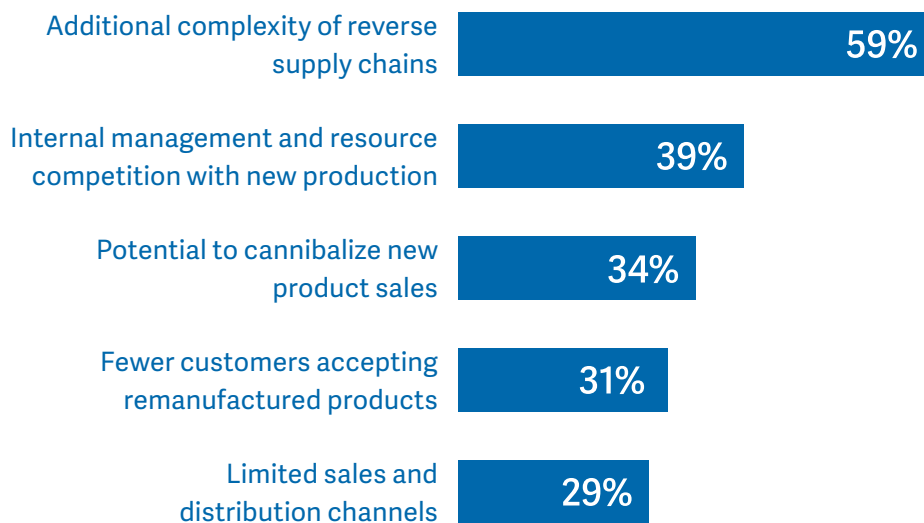 Additional complexity of reverse
supply chains
59%
Internal management and resource
competition with new production
39%
Potential to cannibalize new
product sales
34%
Fewer customers accepting
remanufactured products
31%
Limited sales and
distribution channels
29%